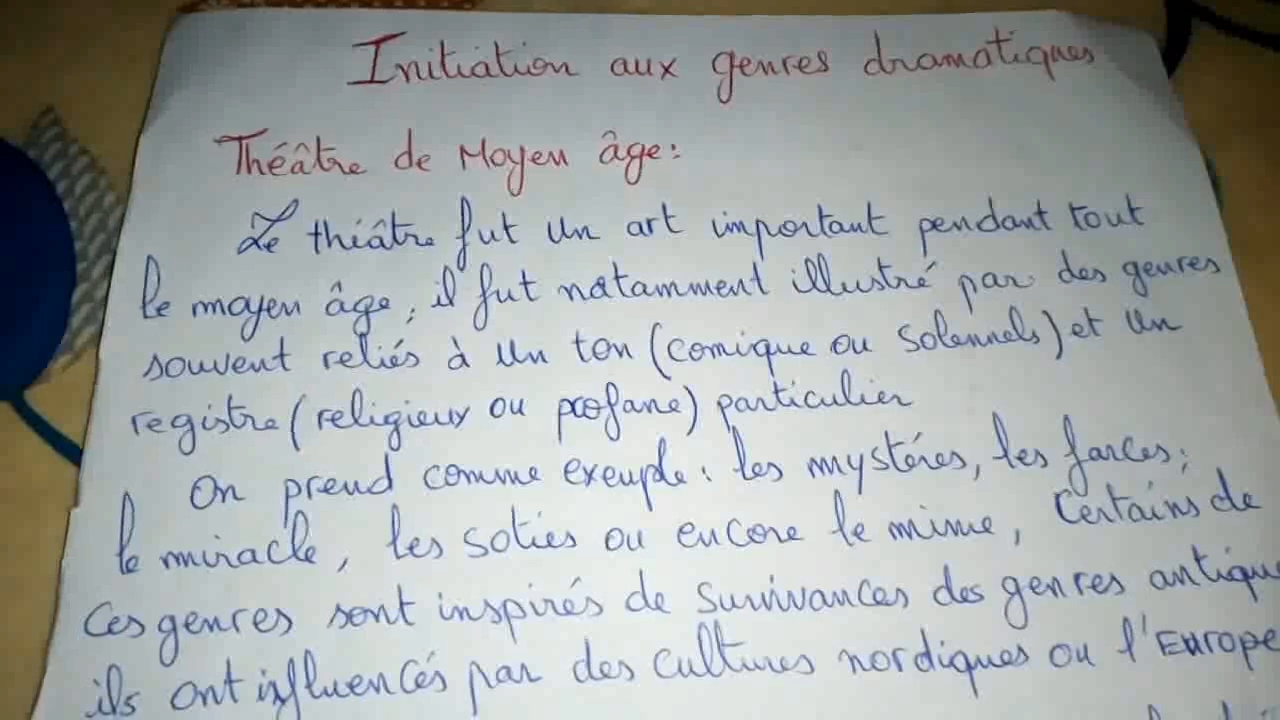 Initiation aux genres dramatiques
Théâtre de Moyen âge:
Le théâtre fut un art important pendant tout
le moyen âge, il fut natamment illustré par des genres
souvent reliés à un ton (comique ou solennels) et un
registre (religieux ou profane) particulier
On prend comme exemple: les mystéres, les farces;
le miracle, les soties ou encore le mime, Certains de
Ces genres sont inspirés de survivances des genres antique
ils ont influencés par des cultures nordiques ou l'Europe